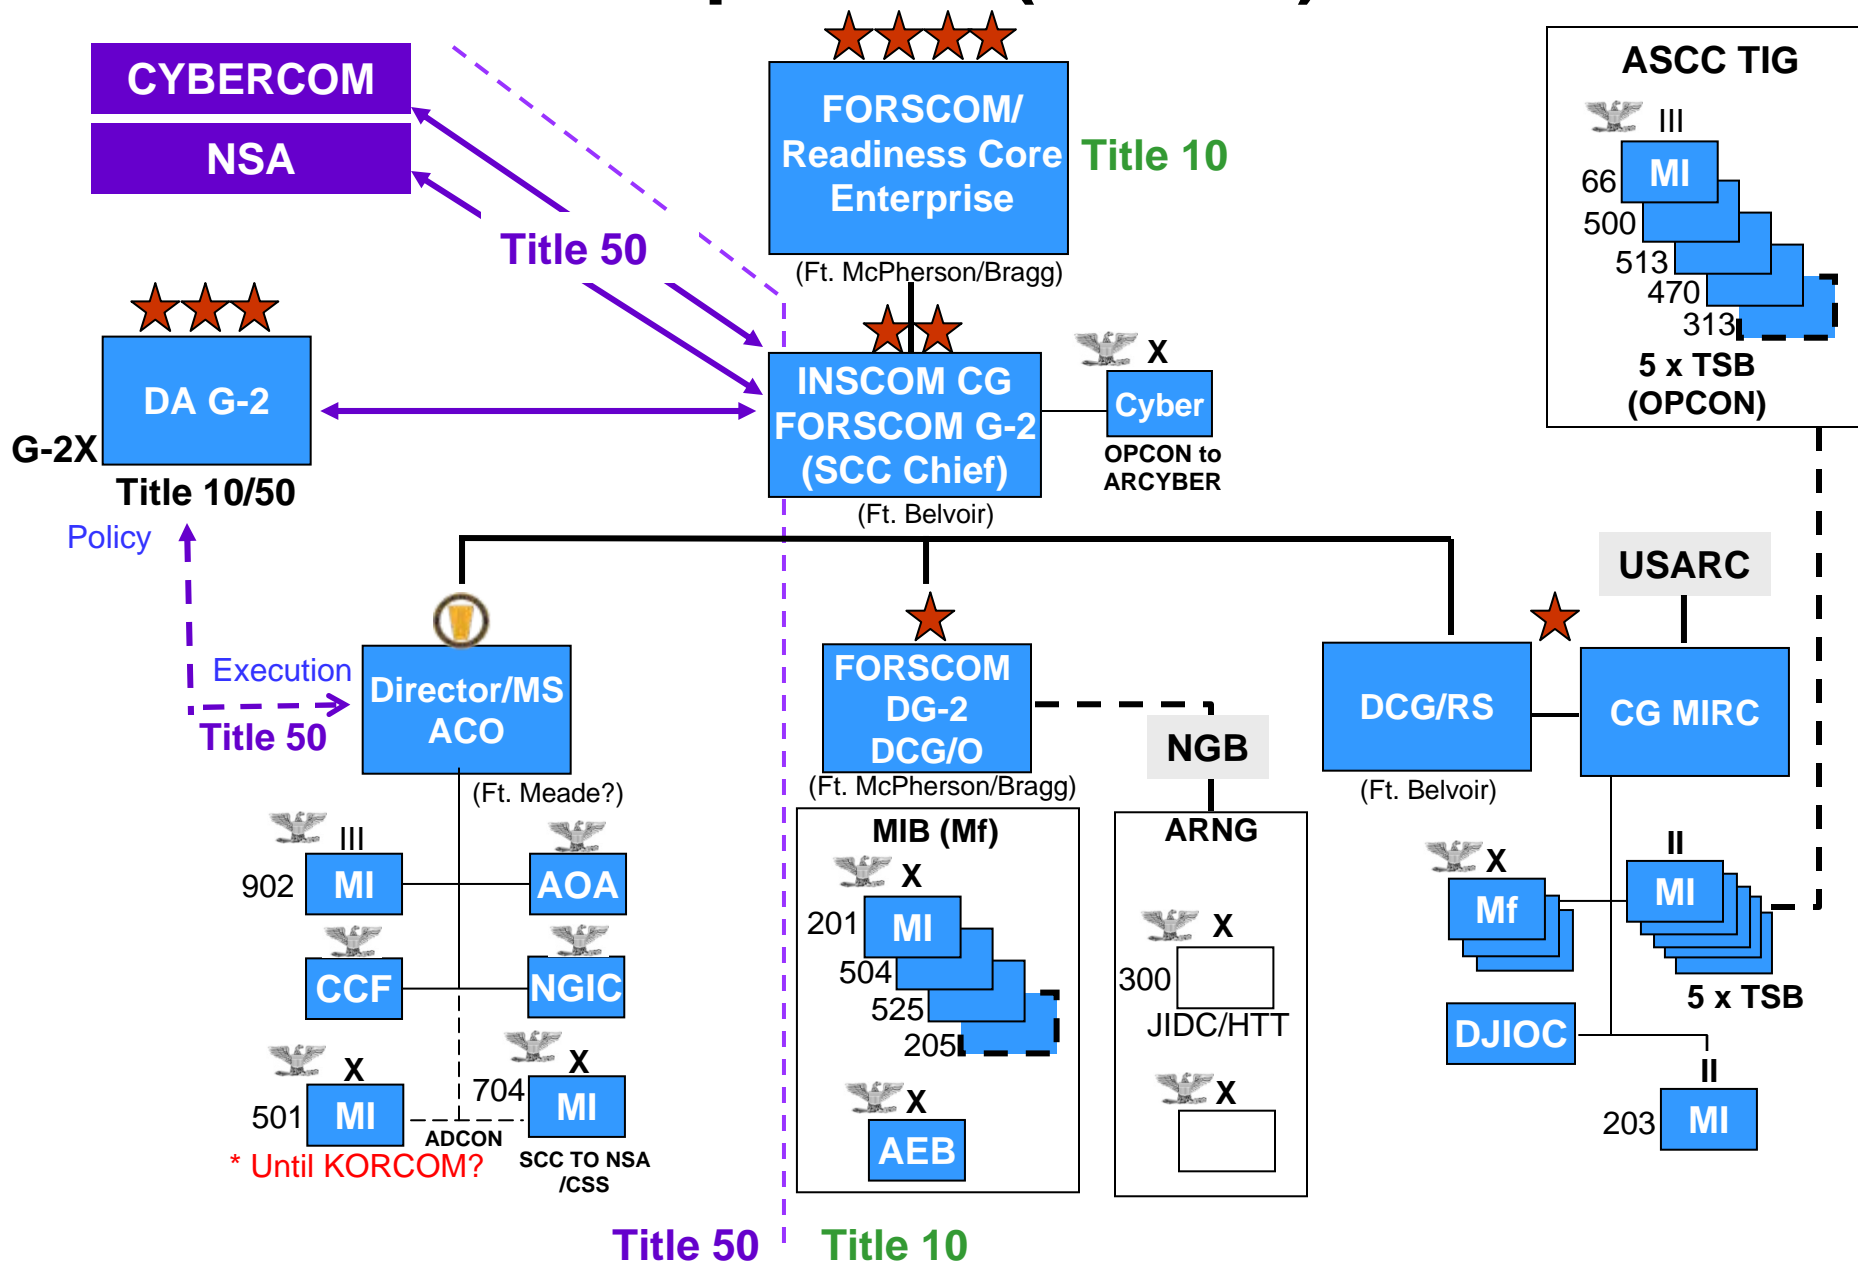 CYBERCOM
NSA
FORSCOM/
Readiness Core
Enterprise
Title 10
(Ft. McPherson/Bragg)
Title 50
ASCC TIG
III
MI
66
500
513
470
313
5 x TSB
(OPCON)
DA G-2
G-2X
Title 10/50
INSCOM CG
FORSCOM G-2
(SCC Chief)
(Ft. Belvoir)
X
Cyber
OPCON to
ARCYBER
Policy
Execution
Title 50
Director/MS
ACO
(Ft. Meade?)
FORSCOM
DG-2
DCG/O
(Ft. McPherson/Bragg)
NGB
DCG/RS
(Ft. Belvoir)
USARC
CG MIRC
III
902
MI
AOA
CCF
NGIC
X
501
MI
ADCON
X
704
MI
* Until KORCOM?
SCC TO NSA
/CSS
MIB (Mf)
X
201
MI
504
525
205
X
AEB
ARNG
X
300
JIDC/HTT
X
X
Mf
II
MI
5 x TSB
DJIOC
II
203
MI
Title 50
Title 10